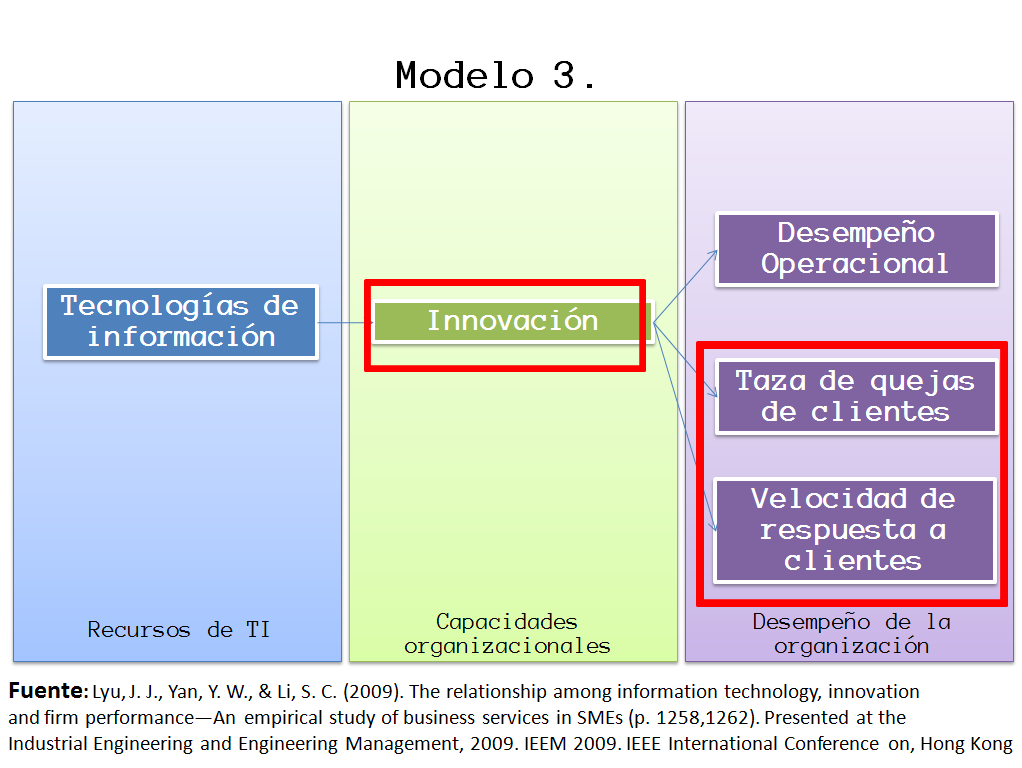 Modelo 3.
Tecnologías de
información
Recursos de TI
Innovación
Capacidades
organizacionales
Desempeño
Operacional
Taza de quejas
de clientes
Velocidad de
respuesta a
clientes
Desempeño de la
organización
Fuente: Lyu, J. J., Yan, Y. W., & Li, S. C. (2009). The relationship among information technology, innovation
and firm performance—An empirical study of business services in SMEs (p. 1258,1262). Presented at the
Industrial Engineering and Engineering Management, 2009. IEEM 2009. IEEE International Conference on, Hong Kong